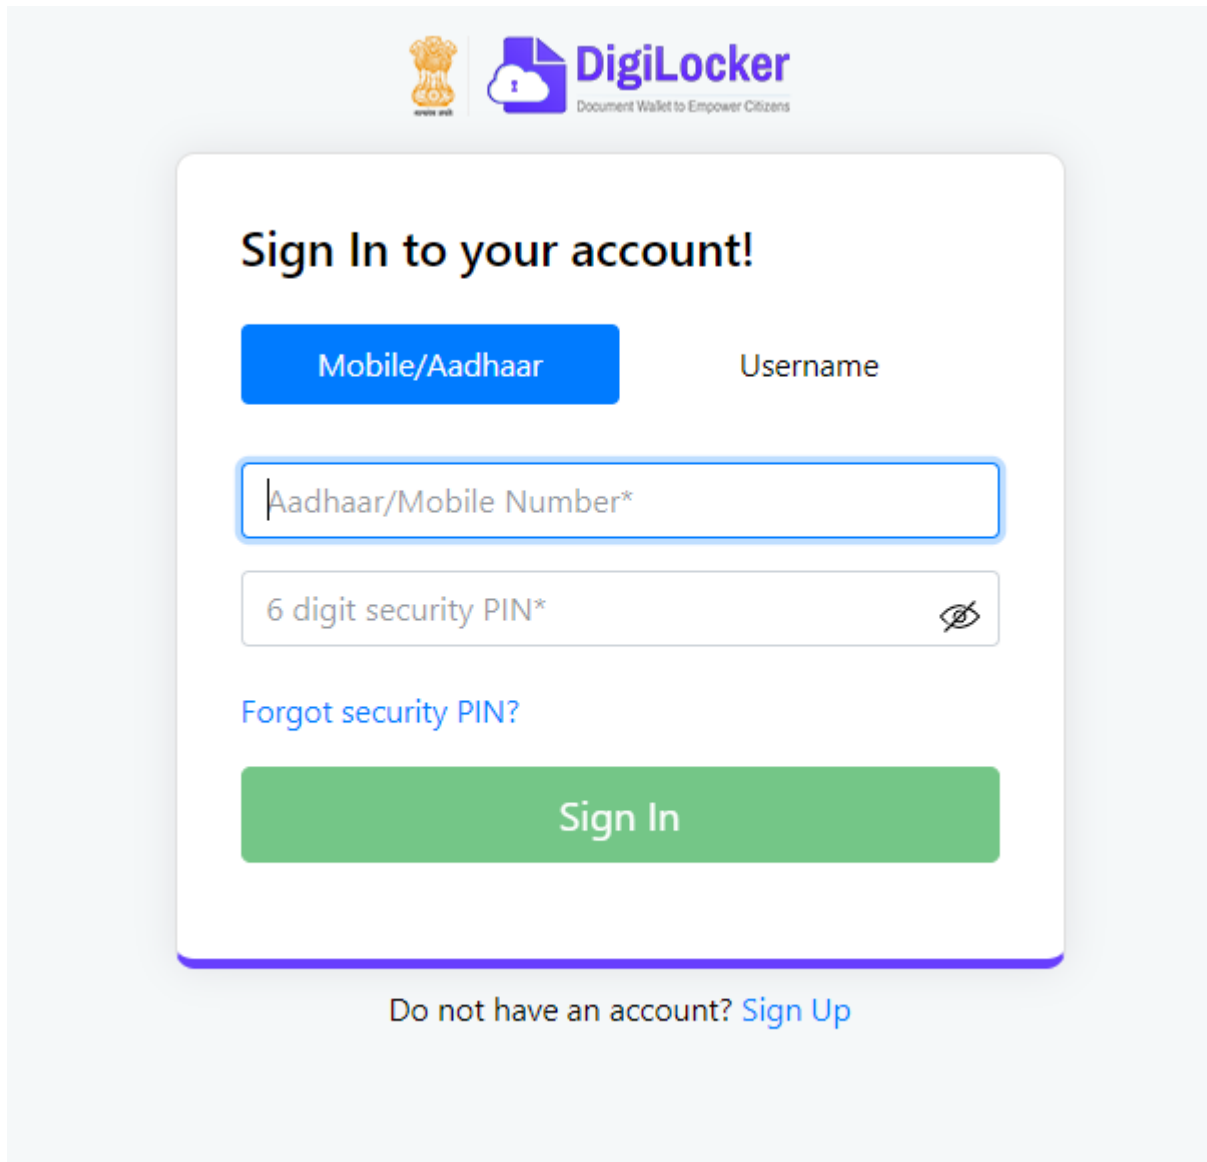 DigiLocker
Document Wallet to Empower Citizens
Sign In to your account!
Mobile/Aadhaar Username
Aadhaar/Mobile Number*
6 digit security PIN*
Forgot security PIN?
Sign In
Do not have an account? Sign Up